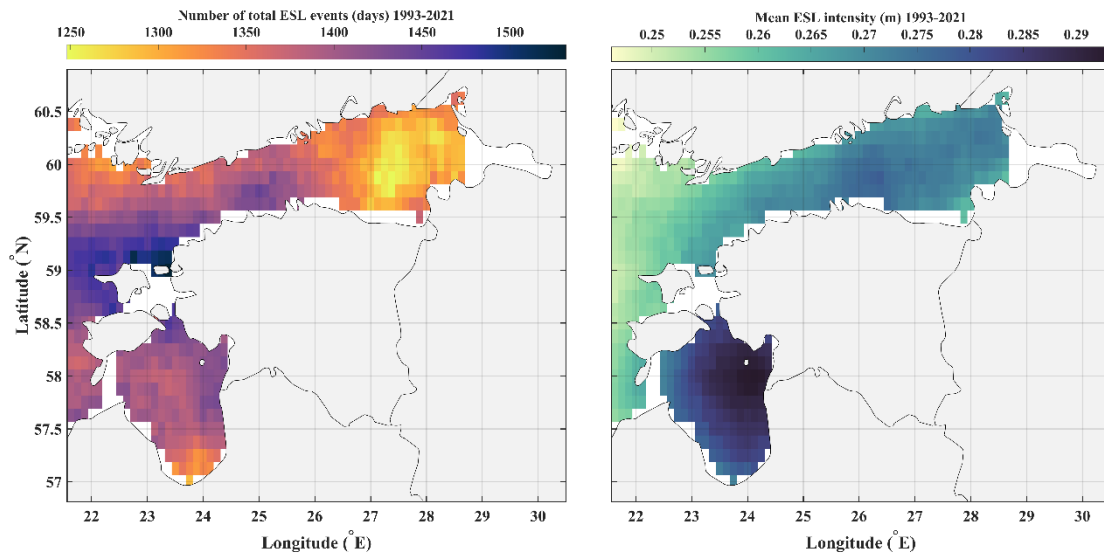 Number of total ESL events (days) 1993-2021
1250 1300 1350 1400 1450 1500
60.5
60
59.5
59
58.5
58
57.5
57
Latitude (°N)
22 23 24 25 26 27 28 29 30
Longitude (°E)
Mean ESL intensity (m) 1993-2021
0.25 0.255 0.26 0.265 0.27 0.275 0.28 0.285 0.29
22 23 24 25 26 27 28 29 30
Longitude (°E)